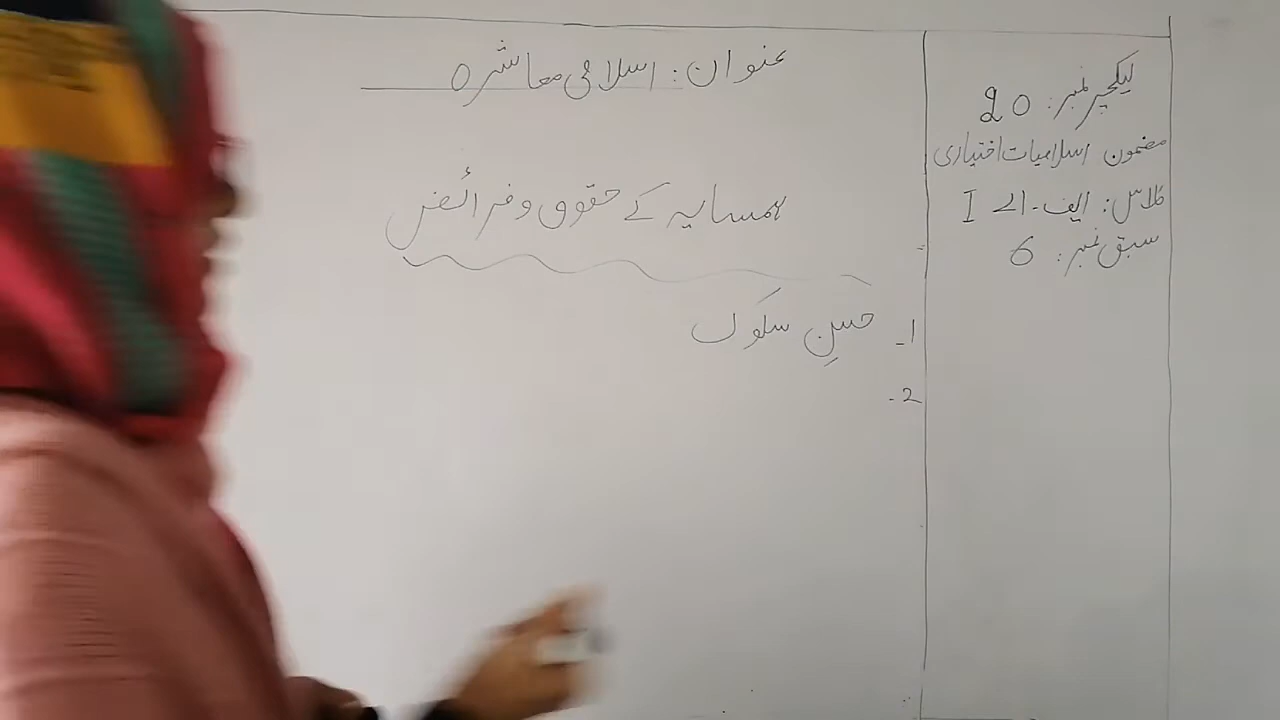 عنوان: اسلامی معاشرہ
ہمسایہ کے حقوق و فرائض
1۔ حسنِ سلوک
2۔
لیکچر نمبر: 20
مضمون اسلامیات اختیاری
کلاس: ایف۔اے I
سبق نمبر: 6